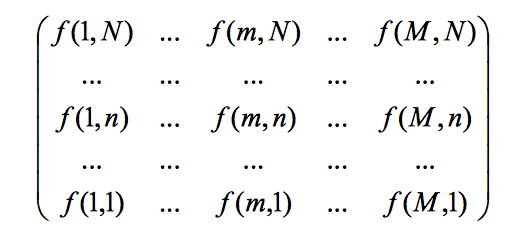 f(1,N) ... f(m,N) ... f(M,N)
... ... ... ... ...
f(1,n) ... f(m,n) ... f(M,n)
... ... ... ... ...
f(1,1) ... f(m,1) ... f(M,1)